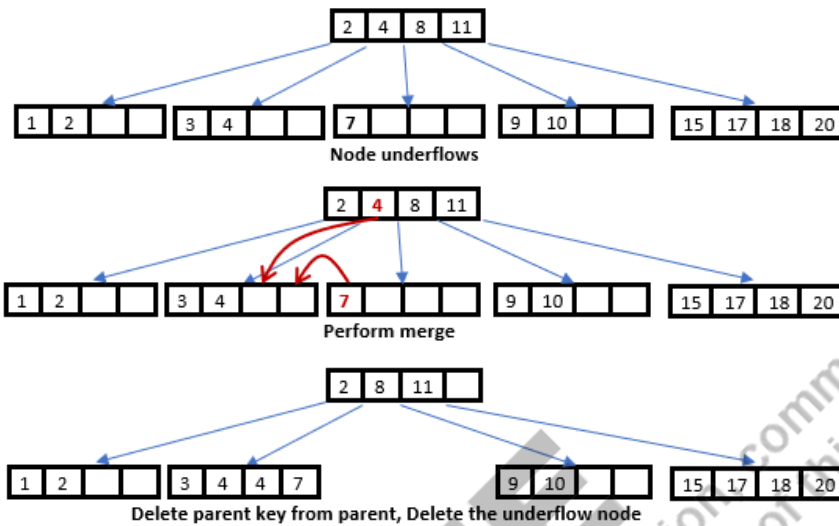 2 4 8 11
1 2 3 4 7 9 10 15 17 18 20
Node underflows
2 4 8 11
1 2 3 4 7 9 10 15 17 18 20
Perform merge
2 8 11
1 2 3 4 4 7 9 10 15 17 18 20
Delete parent key from parent, Delete the underflow node